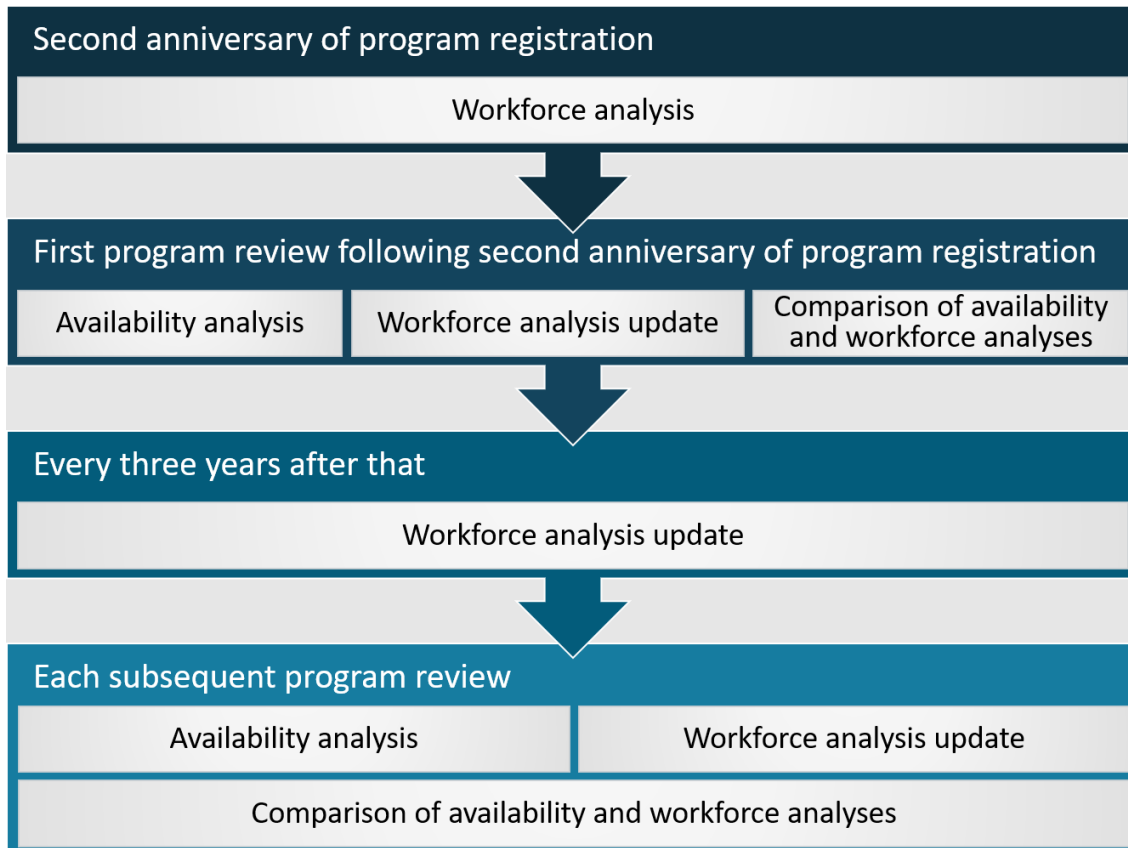 Second anniversary of program registration
Workforce analysis
First program review following second anniversary of program registration
Availability analysis
Workforce analysis update
Comparison of availability
and workforce analyses
Every three years after that
Workforce analysis update
Each subsequent program review
Availability analysis
Workforce analysis update
Comparison of availability and workforce analyses